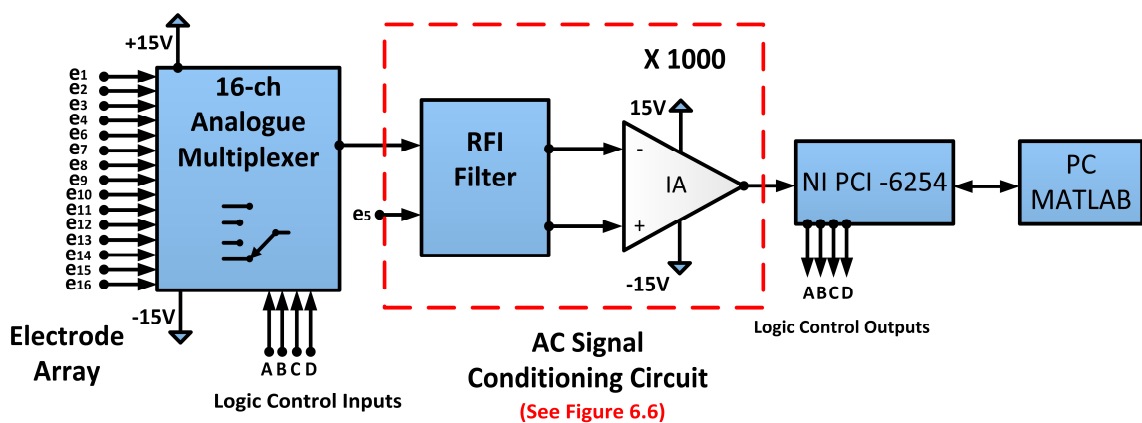 +15V
e1
e2
e3
e4
e6
e7
e8
e9
e10
e11
e12
e13
e14
e15
e16
16-ch
Analogue
Multiplexer
-15V
Electrode
Array
A B C D
Logic Control Inputs
X 1000
RFI
Filter
e5
15V
-
IA
+
-15V
AC Signal
Conditioning Circuit
(See Figure 6.6)
NI PCI -6254
A B C D
Logic Control Outputs
PC
MATLAB